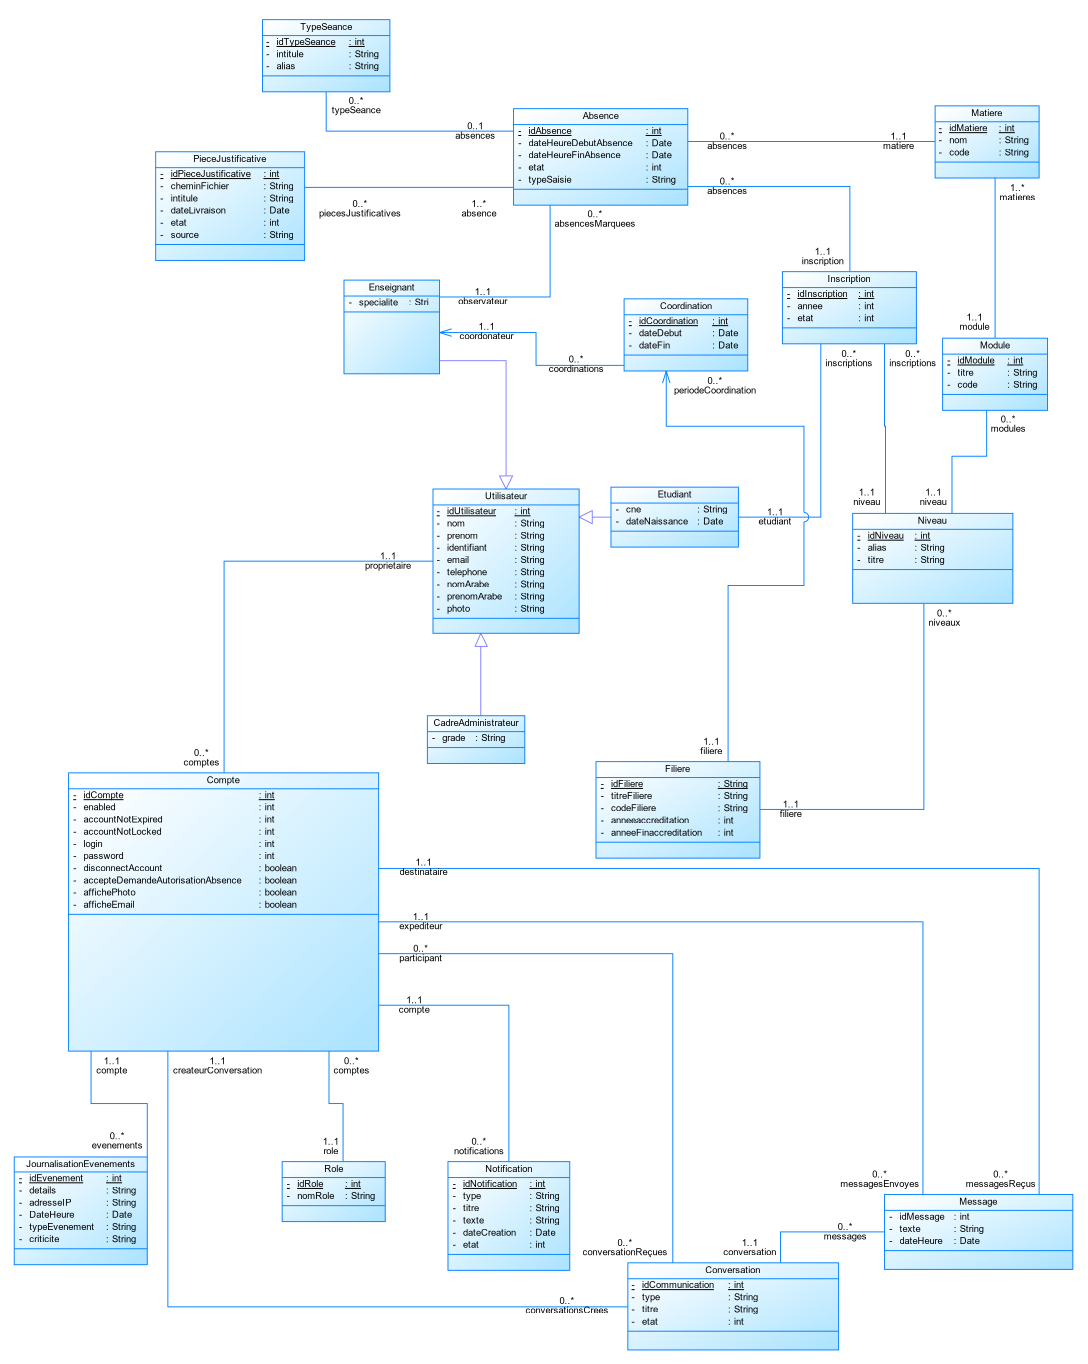 TypeSeance
- idTypeSeance : int
- intitule : String
- alias : String
0..*
typeSeance
0..1
absences
Absence
- idAbsence : int
- dateHeureDebutAbsence : Date
- dateHeureFinAbsence : Date
- etat : int
- typeSaisie : String
0..*
absences
1..1
matiere
Matiere
- idMatiere : int
- nom : String
- code : String
PieceJustificative
- idPieceJustificative : int
- cheminFichier : String
- intitule : String
- dateLivraison : Date
- etat : int
- source : String
0..*
piecesJustificatives
1..*
absence
0..*
absencesMarquees
0..*
absences
1..*
matieres
1..1
inscription
Enseignant
- specialite : Stri
1..1
observateur
1..1
coordonateur
0..*
coordinations
Coordination
- idCoordination : int
- dateDebut : Date
- dateFin : Date
0..*
periodeCoordination
Inscription
- idInscription : int
- annee : int
- etat : int
0..*
inscriptions
0..*
inscriptions
1..1
module
Module
- idModule : int
- titre : String
- code : String
0..*
modules
Utilisateur
- idUtilisateur : int
- nom : String
- prenom : String
- identifiant : String
- email : String
- telephone : String
- nomArabe : String
- prenomArabe : String
- photo : String
Etudiant
- cne : String
- dateNaissance : Date
1..1
etudiant
1..1
niveau
1..1
niveau
Niveau
- idNiveau : int
- alias : String
- titre : String
0..*
niveaux
1..1
proprietaire
0..*
comptes
CadreAdministrateur
- grade : String
1..1
filiere
Filiere
- idFiliere : String
- titreFiliere : String
- codeFiliere : String
- anneeaccreditation : int
- anneeFinaccreditation : int
1..1
filiere
Compte
- idCompte : int
- enabled : int
- accountNotExpired : int
- accountNotLocked : int
- login : int
- password : int
- disconnectAccount : boolean
- accepteDemandeAutorisationAbsence : boolean
- affichePhoto : boolean
- afficheEmail : boolean
1..1
destinataire
1..1
expediteur
0..*
participant
1..1
compte
1..1
compte
1..1
createurConversation
0..*
comptes
0..*
evenements
1..1
role
0..*
notifications
JournalisationEvenements
- idEvenement : int
- details : String
- adresseIP : String
- DateHeure : Date
- typeEvenement : String
- criticite : String
Role
- idRole : int
- nomRole : String
Notification
- idNotification : int
- type : String
- titre : String
- texte : String
- dateCreation : Date
- etat : int
0..*
messagesEnvoyes
0..*
messagesReçus
Message
- idMessage : int
- texte : String
- dateHeure : Date
0..*
messages
1..1
conversation
0..*
conversationReçues
0..*
conversationsCrees
Conversation
- idCommunication : int
- type : String
- titre : String
- etat : int